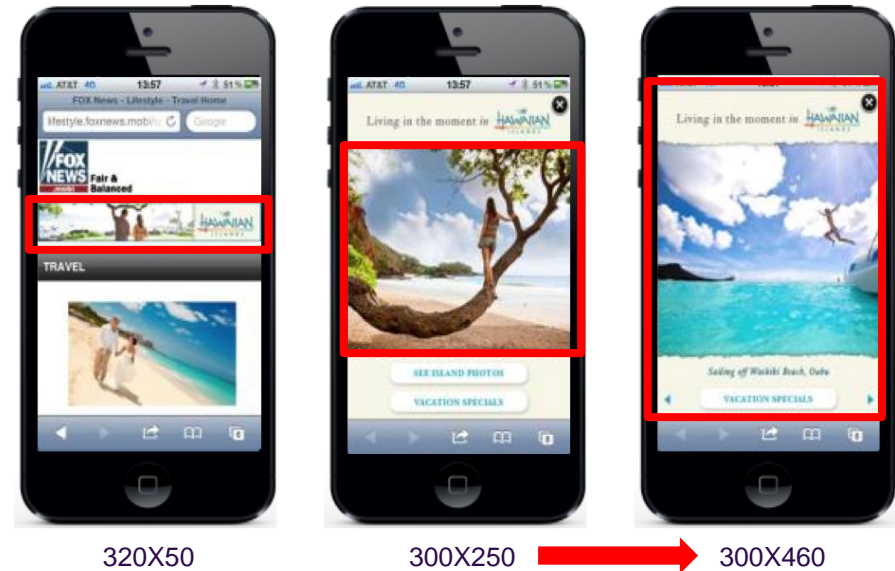 AT&T 4G 13:57 51%
FOX News - Lifestyle - Travel Home
lifestyle.foxnews.mobi/
Google
FOX
NEWS
.mobi
Fair &
Balanced
HAWAIIAN
ISLANDS
TRAVEL
320X50
AT&T 4G 13:57 51%
Living in the moment in HAWAIIAN
ISLANDS
SEE ISLAND PHOTOS
VACATION SPECIALS
300X250
Living in the moment in HAWAIIAN
ISLANDS
Sailing off Waikiki Beach, Oahu
VACATION SPECIALS
300X460